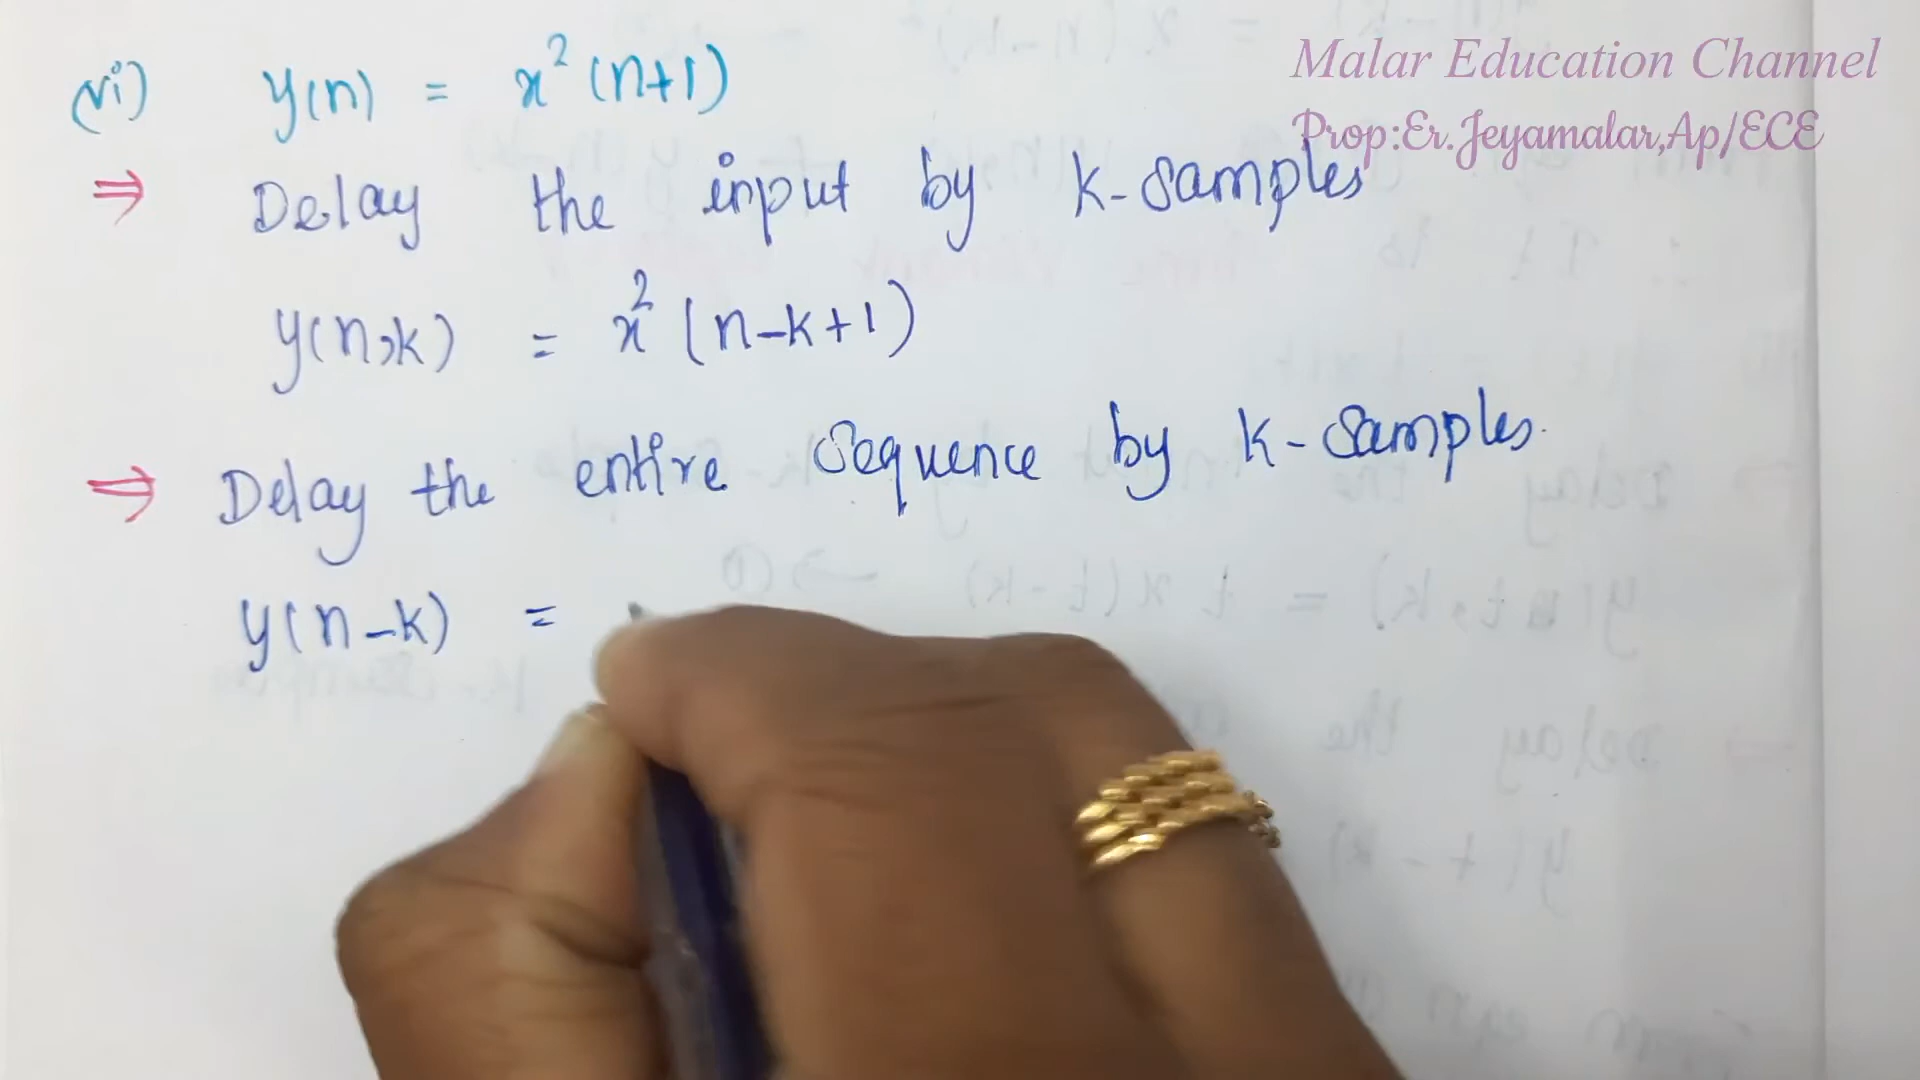 Malar Education Channel
Prop:Er.Jeyamalar,Ap/ECE
(vi) y(n) = x² (n+1)
⇒ Delay the input by k-samples
y(n,k) = x² (n-k+1)
⇒ Delay the entire sequence by k-samples.
y(n-k) =